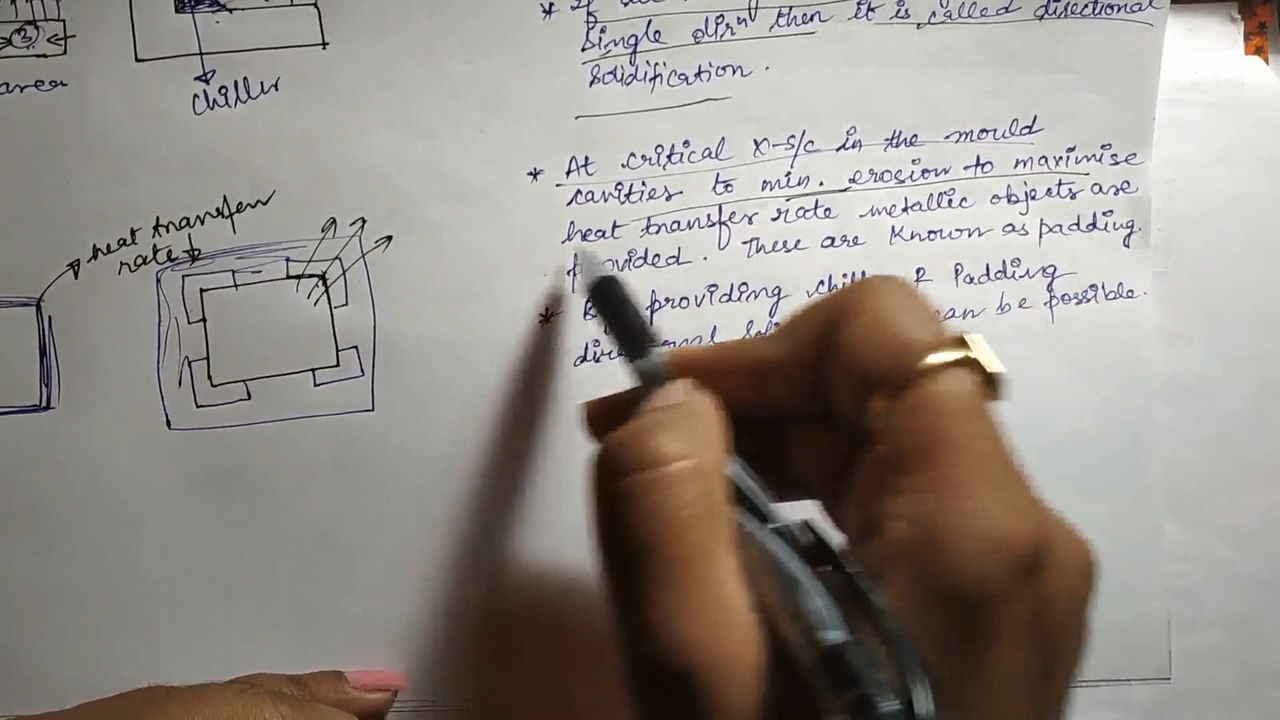 3
area
chiller
heat transfer
rate ↓
single dirⁿ then it is called directional
solidification.
* At critical x-s/c in the mould
cavities to min. erosion to maximise
heat transfer rate metallic objects are
provided. These are known as padding.
* By providing & Padding
can be possible.